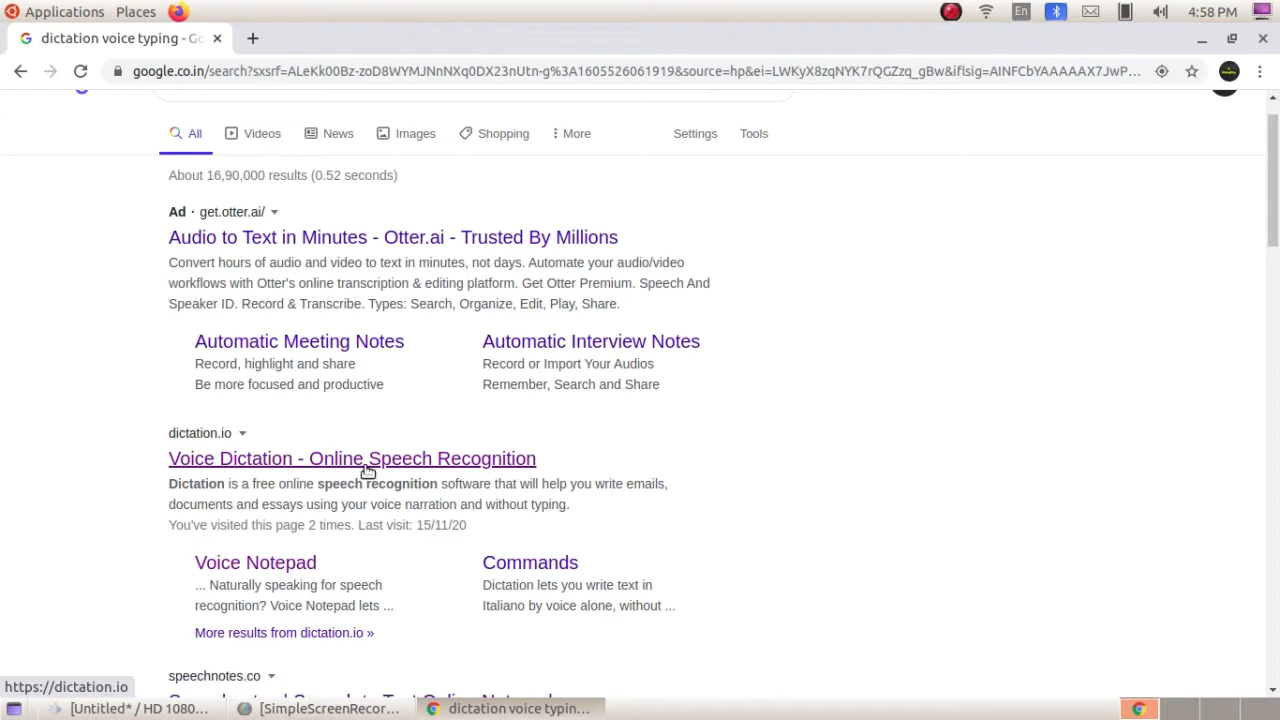 Applications Places En 4:58 PM
dictation voice typing - Go
google.co.in/search?sxsrf=ALeKk00Bz-zoD8WYMJNnNXq0DX23nUtn-g%3A1605526061919&source=hp&ei=LWKyX8zqNYK7rQGZzq_gBw&iflsig=AINFCbYAAAAAX7JwP...
All Videos News Images Shopping More Settings Tools
About 16,90,000 results (0.52 seconds)
Ad · get.otter.ai/
Audio to Text in Minutes - Otter.ai - Trusted By Millions
Convert hours of audio and video to text in minutes, not days. Automate your audio/video
workflows with Otter's online transcription & editing platform. Get Otter Premium. Speech And
Speaker ID. Record & Transcribe. Types: Search, Organize, Edit, Play, Share.
Automatic Meeting Notes Automatic Interview Notes
Record, highlight and share Record or Import Your Audios
Be more focused and productive Remember, Search and Share
dictation.io
Voice Dictation - Online Speech Recognition
Dictation is a free online speech recognition software that will help you write emails,
documents and essays using your voice narration and without typing.
You've visited this page 2 times. Last visit: 15/11/20
Voice Notepad Commands
... Naturally speaking for speech Dictation lets you write text in
recognition? Voice Notepad lets ... Italiano by voice alone, without ...
More results from dictation.io »
speechnotes.co
https://dictation.io
[Untitled* / HD 1080... [SimpleScreenRecor... dictation voice typin...